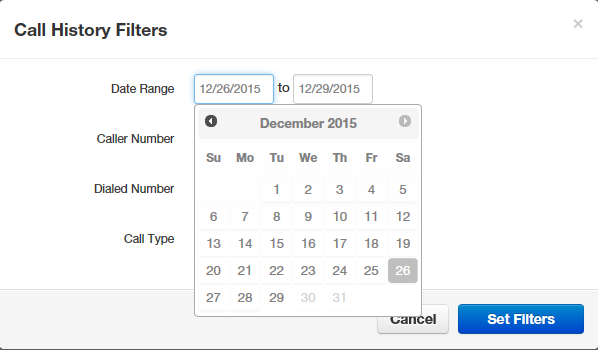 Call History Filters ×
Date Range 12/26/2015 to 12/29/2015
December 2015
Su Mo Tu We Th Fr Sa
1 2 3 4 5
6 7 8 9 10 11 12
13 14 15 16 17 18 19
20 21 22 23 24 25 26
27 28 29 30 31
Caller Number
Dialed Number
Call Type
Cancel Set Filters